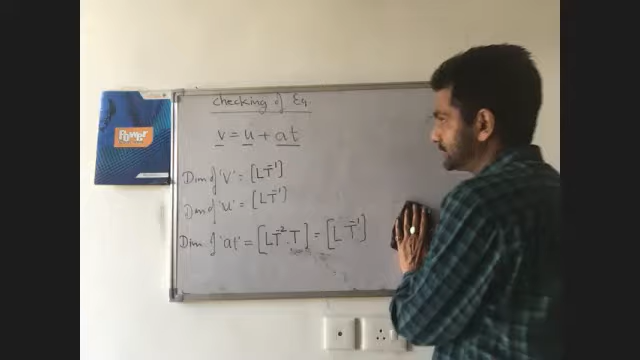 checking of Eq
v = u + at
Dim of 'v' = [LT⁻¹]
Dim of 'u' = [LT⁻¹]
Dim of 'at' = [LT⁻².T] = [LT⁻¹]